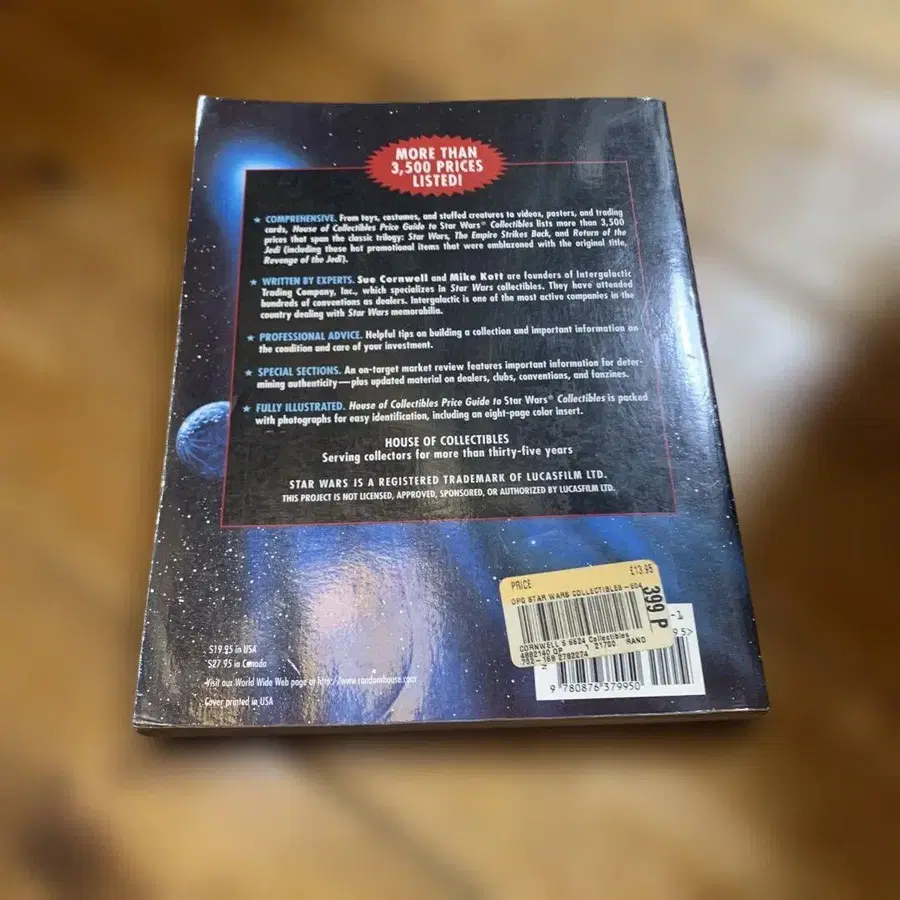 MORE THAN
3,500 PRICES
LISTED!
★ COMPREHENSIVE. From toys, costumes, and stuffed creatures to videos, posters, and trading
cards, House of Collectibles Price Guide to Star Wars® Collectibles lists more than 3,500
prices that span the classic trilogy: Star Wars, The Empire Strikes Back, and Return of the
Jedi (including those hot promotional items that were emblazoned with the original title,
Revenge of the Jedi).
★ WRITTEN BY EXPERTS. Sue Cornwell and Mike Kott are founders of Intergalactic
Trading Company, Inc., which specializes in Star Wars collectibles. They have attended
hundreds of conventions as dealers. Intergalactic is one of the most active companies in the
country dealing with Star Wars memorabilia.
★ PROFESSIONAL ADVICE. Helpful tips on building a collection and important information on
the condition and care of your investment.
★ SPECIAL SECTIONS. An on-target market review features important information for deter-
mining authenticity—plus updated material on dealers, clubs, conventions, and fanzines.
★ FULLY ILLUSTRATED. House of Collectibles Price Guide to Star Wars® Collectibles is packed
with photographs for easy identification, including an eight-page color insert.
HOUSE OF COLLECTIBLES
Serving collectors for more than thirty-five years
STAR WARS IS A REGISTERED TRADEMARK OF LUCASFILM LTD.
THIS PROJECT IS NOT LICENSED, APPROVED, SPONSORED, OR AUTHORIZED BY LUCASFILM LTD.
$19.95 in USA
$27.95 in Canada
Visit our World Wide Web page at http://www.randomhouse.com
Cover printed in USA
PRICE £13.95
OPG STAR WARS COLLECTIBLES-604
399 P
CORNWELL S 6624 Collectibles
4882140 OP 1 21700 RAND
702-168 2782274
-1
95>
9 780876 379950